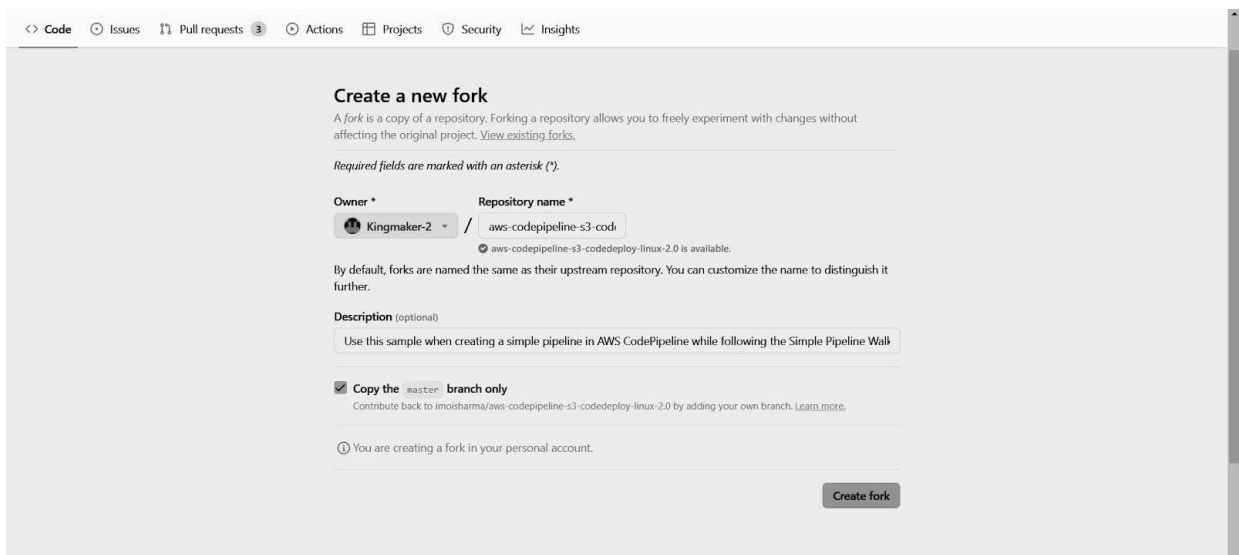 <> Code Issues Pull requests 3 Actions Projects Security Insights
Create a new fork
A fork is a copy of a repository. Forking a repository allows you to freely experiment with changes without
affecting the original project. View existing forks.
Required fields are marked with an asterisk (*).
Owner * Repository name *
Kingmaker-2 / aws-codepipeline-s3-cod
aws-codepipeline-s3-codedeploy-linux-2.0 is available.
By default, forks are named the same as their upstream repository. You can customize the name to distinguish it
further.
Description (optional)
Use this sample when creating a simple pipeline in AWS CodePipeline while following the Simple Pipeline Walk
Copy the master branch only
Contribute back to imoisharma/aws-codepipeline-s3-codedeploy-linux-2.0 by adding your own branch. Learn more.
You are creating a fork in your personal account.
Create fork